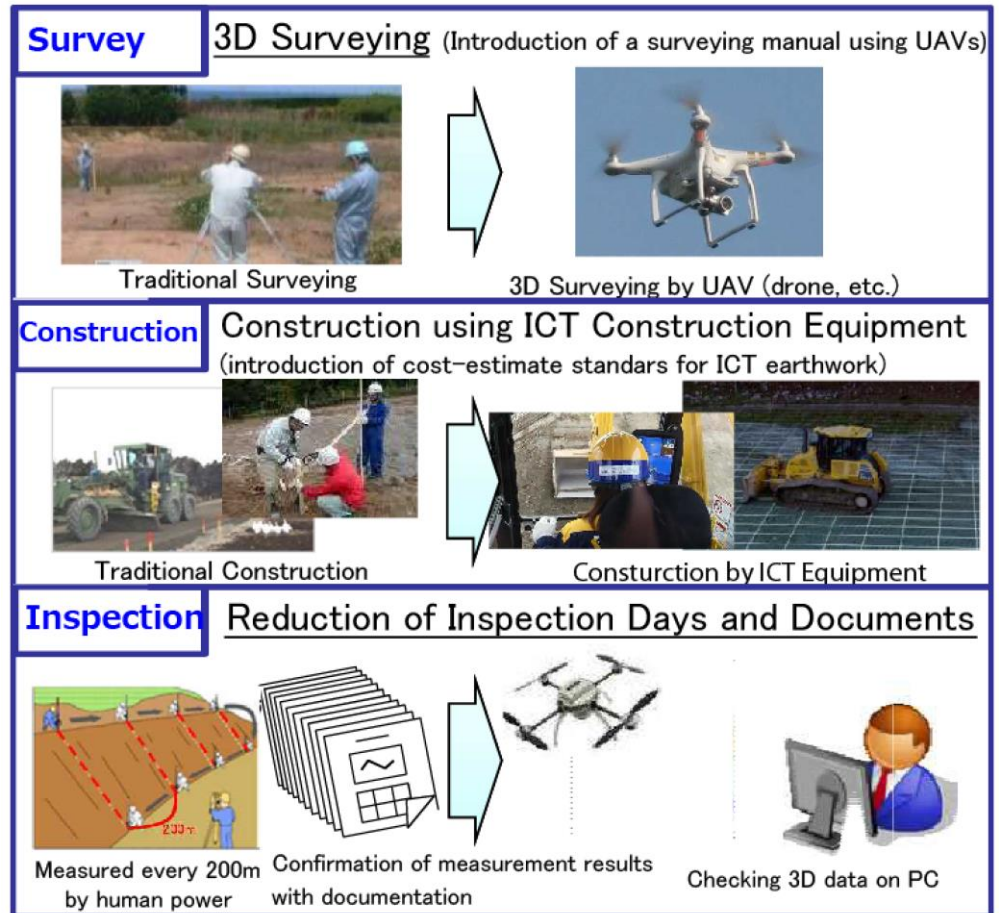 Survey
3D Surveying (Introduction of a surveying manual using UAVs)
Traditional Surveying
3D Surveying by UAV (drone, etc.)
Construction
Construction using ICT Construction Equipment
(introduction of cost-estimate standars for ICT earthwork)
Traditional Construction
Consturction by ICT Equipment
Inspection
Reduction of Inspection Days and Documents
200m
Measured every 200m
by human power
Confirmation of measurement results
with documentation
Checking 3D data on PC